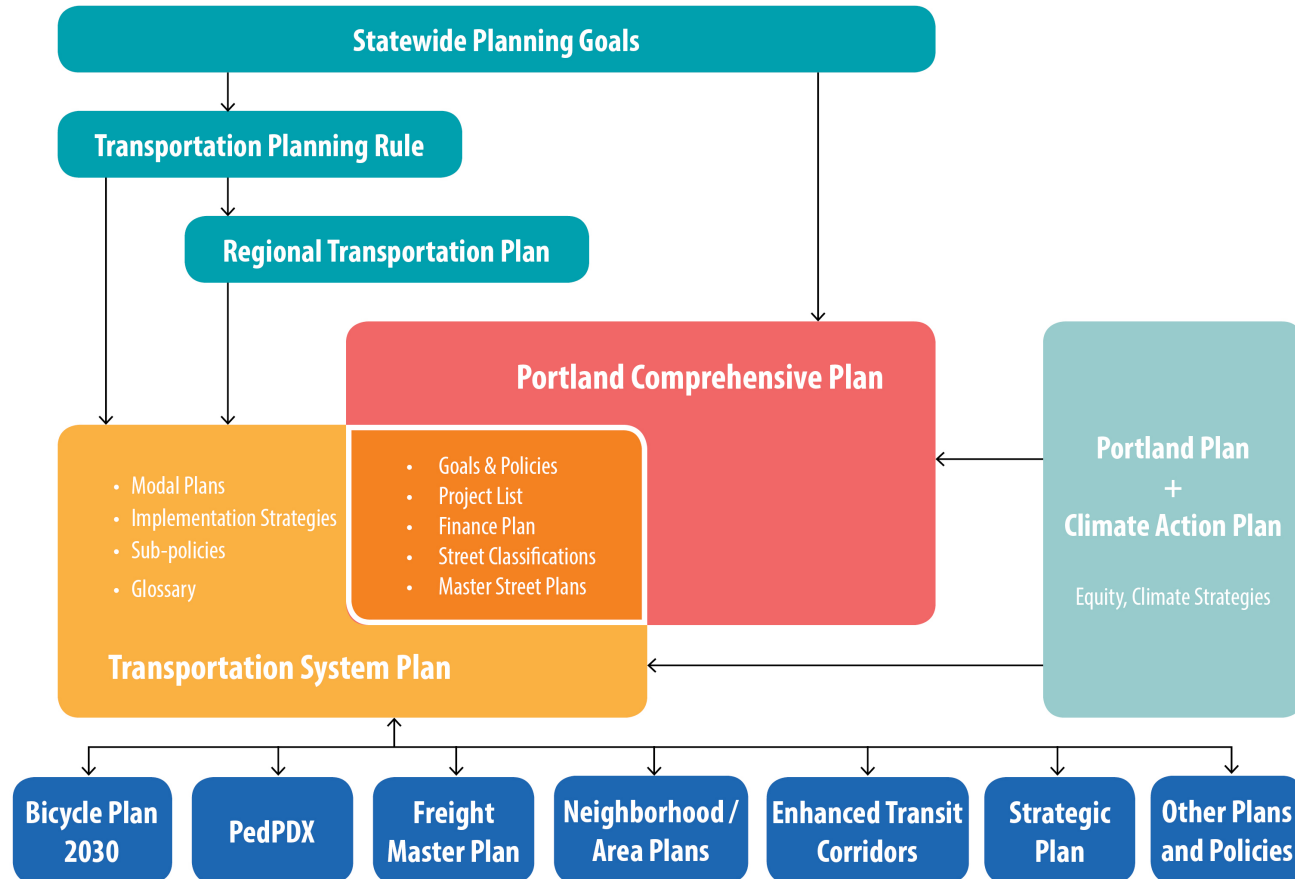 Statewide Planning Goals
Transportation Planning Rule
Regional Transportation Plan
Portland Comprehensive Plan
• Goals & Policies
• Project List
• Finance Plan
• Street Classifications
• Master Street Plans
• Modal Plans
• Implementation Strategies
• Sub-policies
• Glossary
Transportation System Plan
Portland Plan
+
Climate Action Plan
Equity, Climate Strategies
Bicycle Plan
2030
PedPDX
Freight
Master Plan
Neighborhood /
Area Plans
Enhanced Transit
Corridors
Strategic
Plan
Other Plans
and Policies